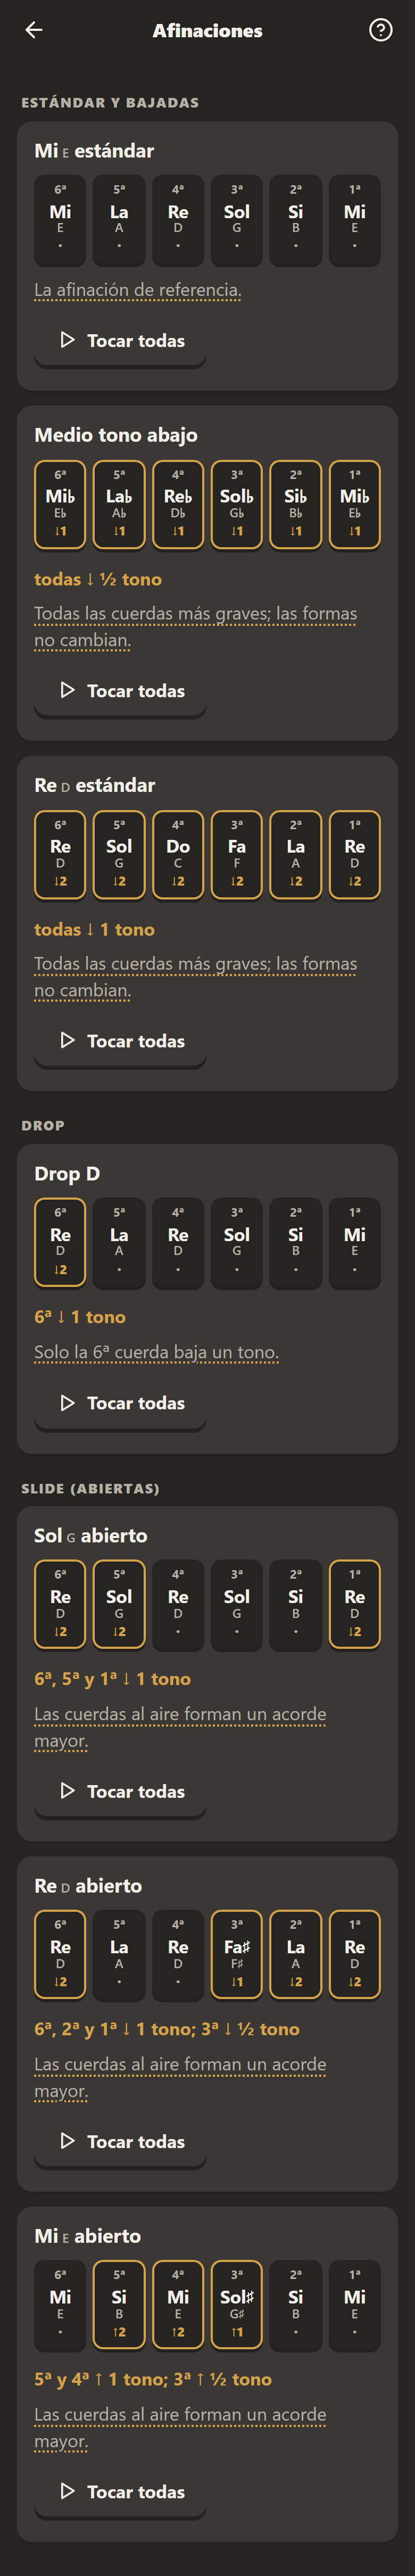 Afinaciones
ESTÁNDAR Y BAJADAS
Mi E estándar
6ª 5ª 4ª 3ª 2ª 1ª
Mi La Re Sol Si Mi
E A D G B E
· · · · · ·
La afinación de referencia.
Tocar todas
Medio tono abajo
6ª 5ª 4ª 3ª 2ª 1ª
Mi♭ La♭ Re♭ Sol♭ Si♭ Mi♭
E♭ A♭ D♭ G♭ B♭ E♭
↓1 ↓1 ↓1 ↓1 ↓1 ↓1
todas ↓ ½ tono
Todas las cuerdas más graves; las formas
no cambian.
Tocar todas
Re D estándar
6ª 5ª 4ª 3ª 2ª 1ª
Re Sol Do Fa La Re
D G C F A D
↓2 ↓2 ↓2 ↓2 ↓2 ↓2
todas ↓ 1 tono
Todas las cuerdas más graves; las formas
no cambian.
Tocar todas
DROP
Drop D
6ª 5ª 4ª 3ª 2ª 1ª
Re La Re Sol Si Mi
D A D G B E
↓2 · · · · ·
6ª ↓ 1 tono
Solo la 6ª cuerda baja un tono.
Tocar todas
SLIDE (ABIERTAS)
Sol G abierto
6ª 5ª 4ª 3ª 2ª 1ª
Re Sol Re Sol Si Re
D G D G B D
↓2 ↓2 · · · ↓2
6ª, 5ª y 1ª ↓ 1 tono
Las cuerdas al aire forman un acorde
mayor.
Tocar todas
Re D abierto
6ª 5ª 4ª 3ª 2ª 1ª
Re La Re Fa♯ La Re
D A D F♯ A D
↓2 · · ↓1 ↓2 ↓2
6ª, 2ª y 1ª ↓ 1 tono; 3ª ↓ ½ tono
Las cuerdas al aire forman un acorde
mayor.
Tocar todas
Mi E abierto
6ª 5ª 4ª 3ª 2ª 1ª
Mi Si Mi Sol♯ Si Mi
E B E G♯ B E
· ↑2 ↑2 ↑1 · ·
5ª y 4ª ↑ 1 tono; 3ª ↑ ½ tono
Las cuerdas al aire forman un acorde
mayor.
Tocar todas